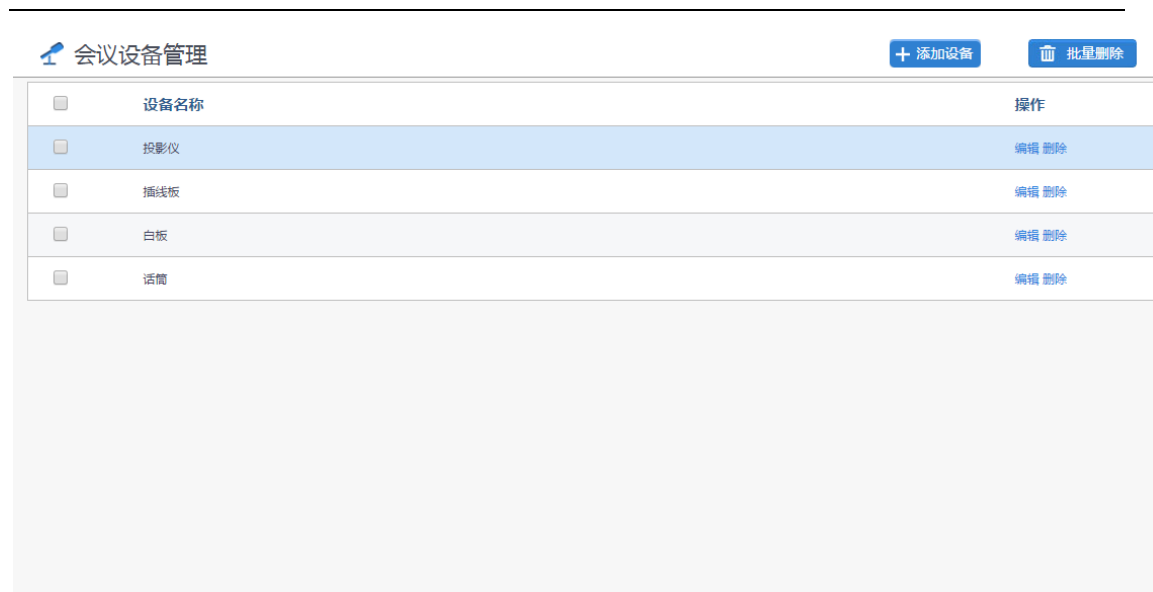 会议设备管理 添加设备 批量删除
设备名称 操作
投影仪 编辑 删除
插线板 编辑 删除
白板 编辑 删除
话筒 编辑 删除